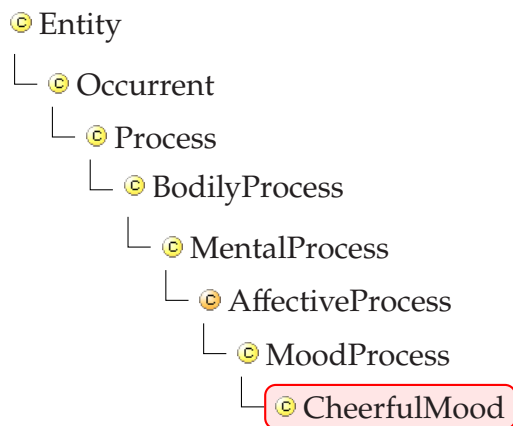 Entity
Occurrent
Process
BodilyProcess
MentalProcess
AffectiveProcess
MoodProcess
CheerfulMood